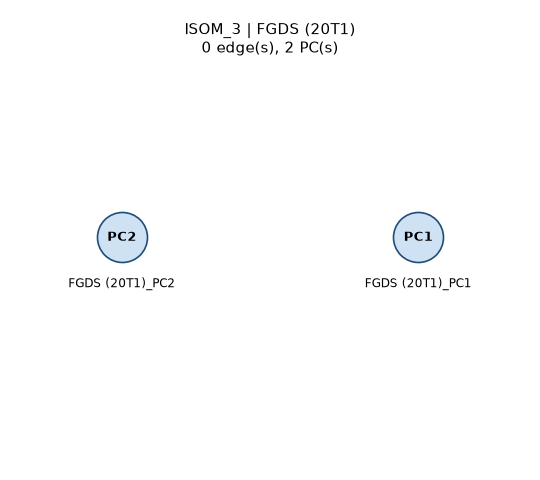 ISOM_3 | FGDS (20T1)
0 edge(s), 2 PC(s)
PC2
PC1
FGDS (20T1)_PC2
FGDS (20T1)_PC1